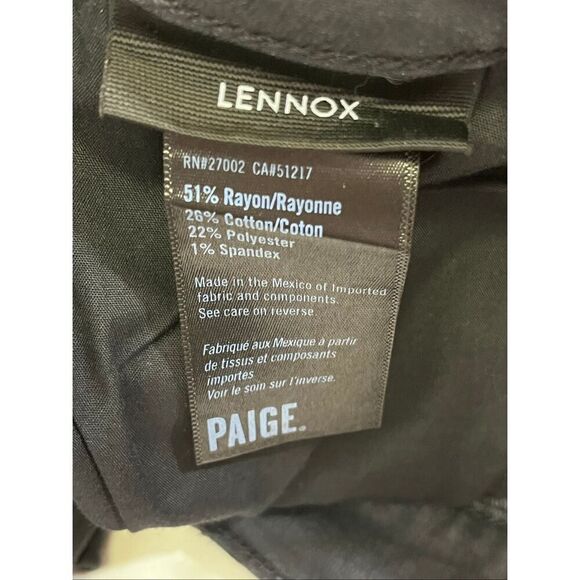 LENNOX
RN#27002 CA#51217
51% Rayon/Rayonne
26% Cotton/Coton
22% Polyester
1% Spandex
Made in the Mexico of Imported
fabric and components.
See care on reverse.
Fabriqué aux Mexique à partir
de tissus et composants
importés
Voir le soin sur l'inverse.
PAIGE.